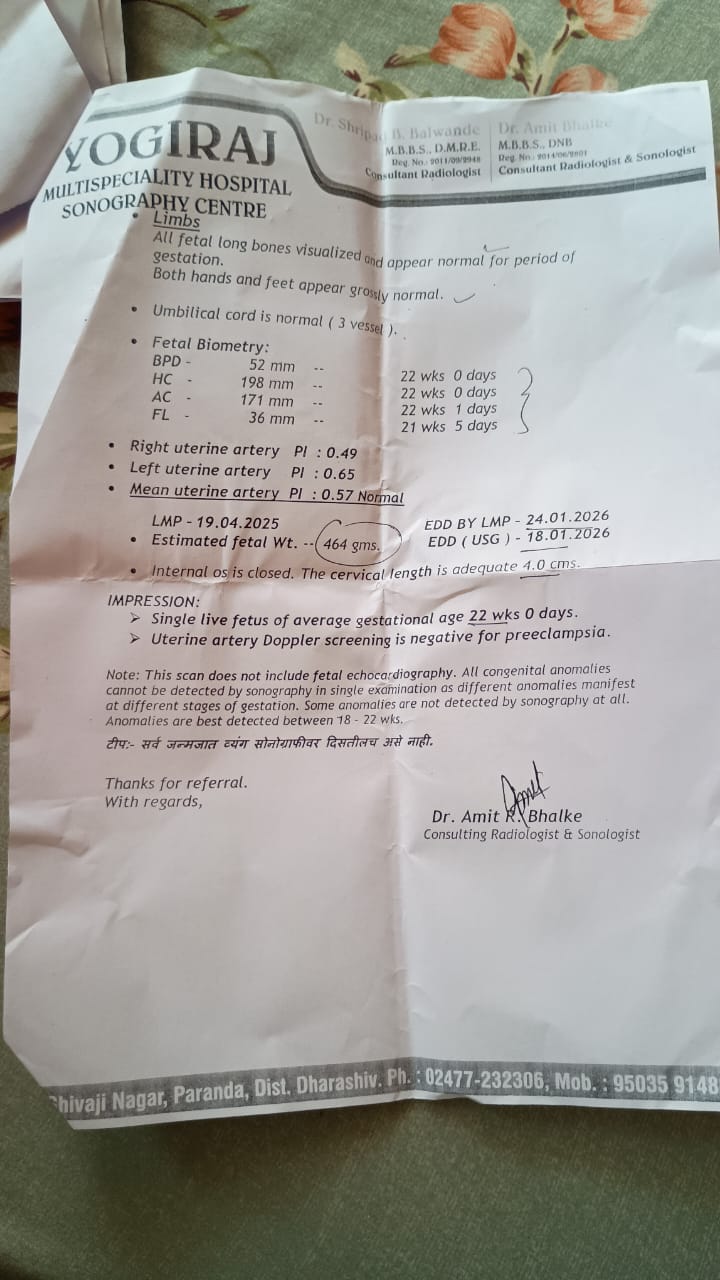 YOGIRAJ
MULTISPECIALITY HOSPITAL
SONOGRAPHY CENTRE
Dr. Shripad B. Balwande
M.B.B.S., D.M.R.E.
Reg. No.: 2011/09/2948
Consultant Radiologist
Dr. Amit Bhalke
M.B.B.S., DNB
Consultant Radiologist & Sonologist
• Limbs
All fetal long bones visualized and appear normal for period of
gestation.
Both hands and feet appear grossly normal.
• Umbilical cord is normal ( 3 vessel ).
• Fetal Biometry:
BPD - 52 mm -- 22 wks 0 days
HC - 198 mm -- 22 wks 0 days
AC - 171 mm -- 22 wks 1 days
FL - 36 mm -- 21 wks 5 days
• Right uterine artery PI : 0.49
• Left uterine artery PI : 0.65
• Mean uterine artery PI : 0.57 Normal
LMP - 19.04.2025 EDD BY LMP - 24.01.2026
• Estimated fetal Wt. -- 464 gms. EDD ( USG ) - 18.01.2026
• Internal os is closed. The cervical length is adequate 4.0 cms.
IMPRESSION:
➢ Single live fetus of average gestational age 22 wks 0 days.
➢ Uterine artery Doppler screening is negative for preeclampsia.
Note: This scan does not include fetal echocardiography. All congenital anomalies
cannot be detected by sonography in single examination as different anomalies manifest
at different stages of gestation. Some anomalies are not detected by sonography at all.
Anomalies are best detected between 18 - 22 wks.
टीप:- सर्व जन्मजात व्यंग सोनोग्राफीवर दिसतीलच असे नाही.
Thanks for referral.
With regards,
Dr. Amit R. Bhalke
Consulting Radiologist & Sonologist
Shivaji Nagar, Paranda, Dist. Dharashiv. Ph. : 02477-232306, Mob. : 95035 9148